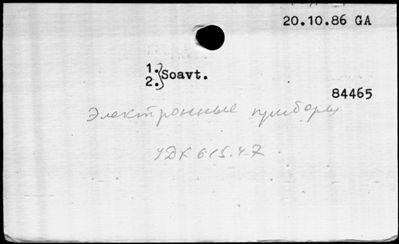 20.10.86 GA
1.
2.} Soavt.
84465
Электронные приборы
УДК 615.47